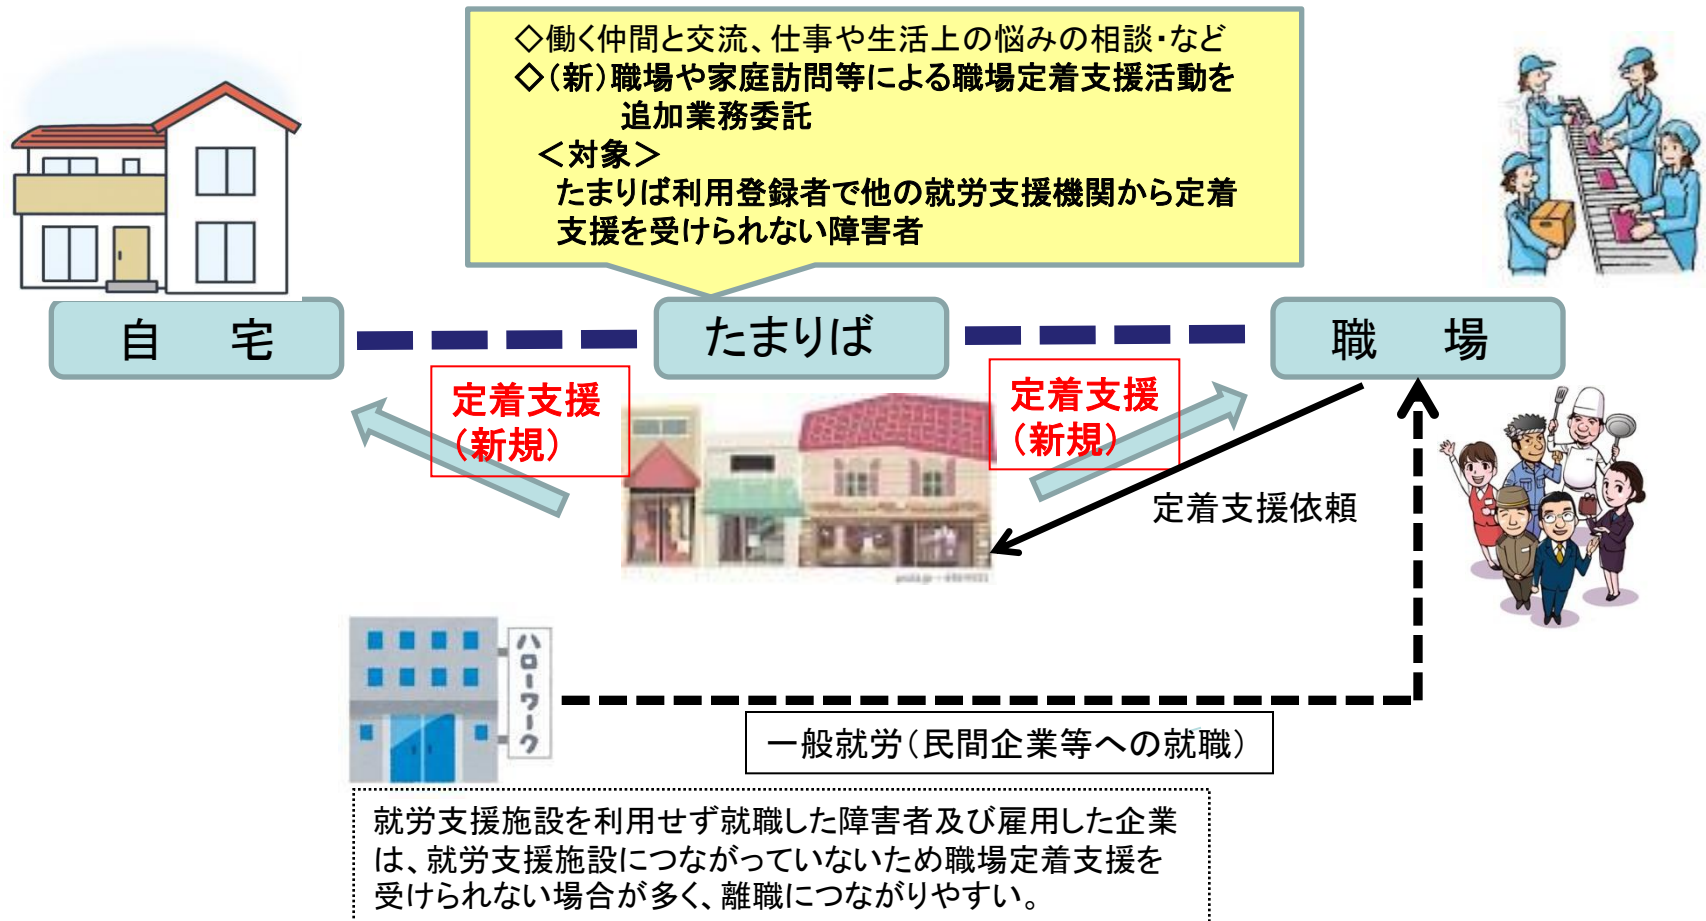 ◇働く仲間と交流、仕事や生活上の悩みの相談・など
◇(新)職場や家庭訪問等による職場定着支援活動を
追加業務委託
＜対象＞
たまりば利用登録者で他の就労支援機関から定着
支援を受けられない障害者
自　宅
たまりば
職　場
定着支援
(新規)
定着支援
(新規)
定着支援依頼
ハローワーク
一般就労(民間企業等への就職)
就労支援施設を利用せず就職した障害者及び雇用した企業
は、就労支援施設につながっていないため職場定着支援を
受けられない場合が多く、離職につながりやすい。